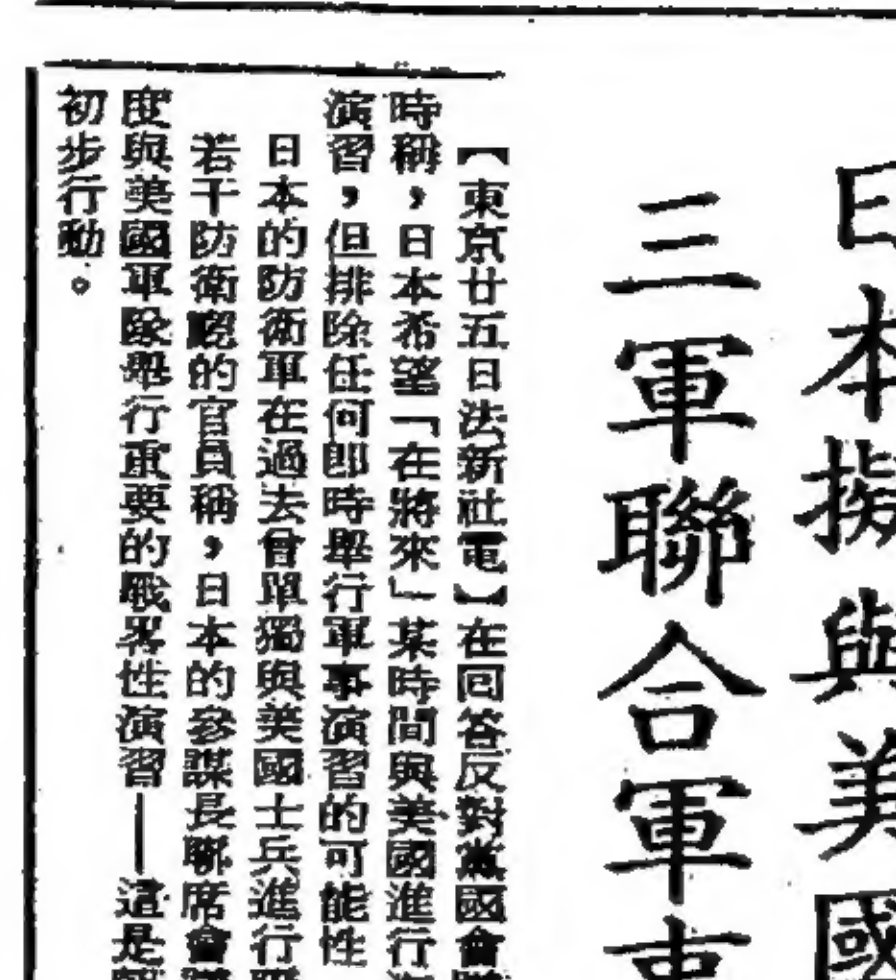 日本擬與美國
三軍聯合軍事
【東京廿五日法新社電】在回答反對黨國會
時稱，日本希望「在將來」某時間與美國進行
演習，但排除任何即時舉行軍事演習的可能性
日本的防衛軍在過去曾單獨與美國士兵進行
若干防衛廳的官員稱，日本的參謀長聯席會
度與美國軍隊舉行重要的戰畧性演習——這是
初步行動。